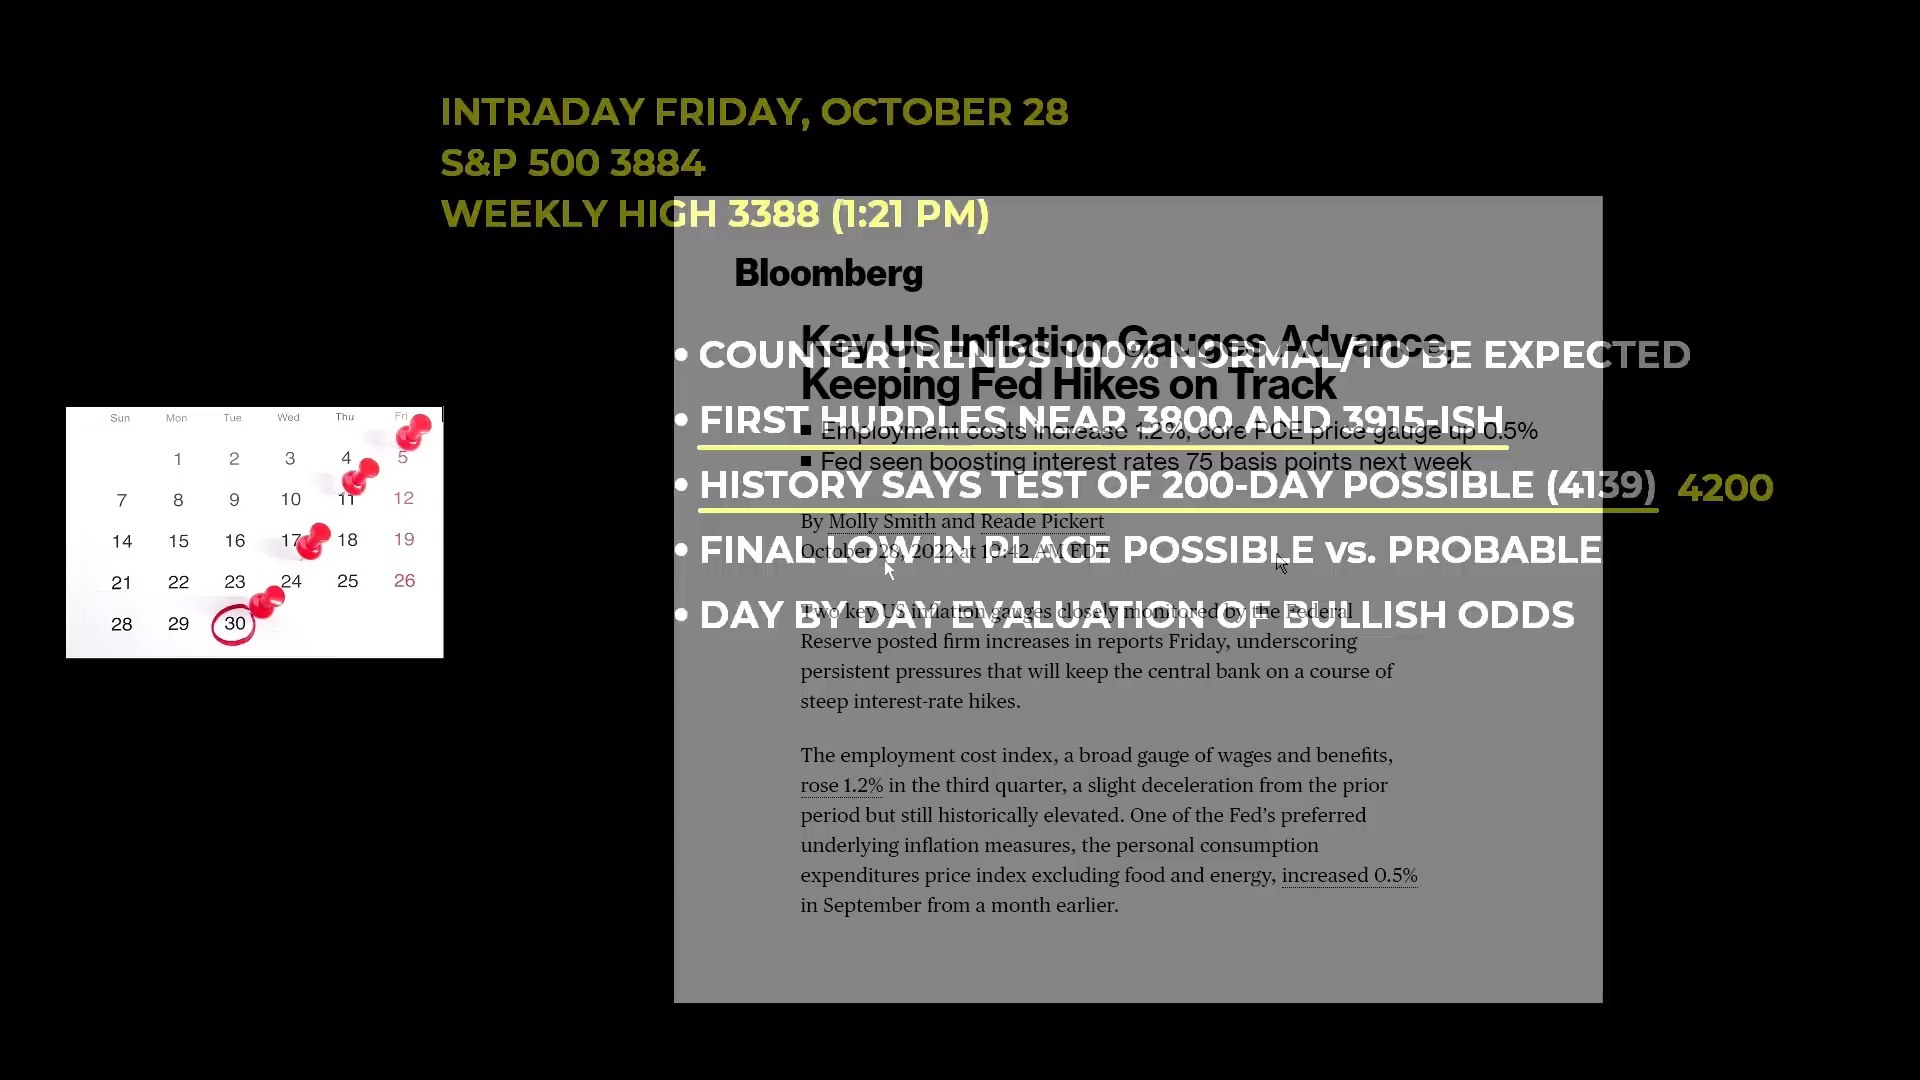 INTRADAY FRIDAY, OCTOBER 28
S&P 500 3884
WEEKLY HIGH 3388 (1:21 PM)
Bloomberg
Key US Inflation Gauges Advance,
Keeping Fed Hikes on Track
■ Employment costs increase 1.2%, core PCE price gauge up 0.5%
■ Fed seen boosting interest rates 75 basis points next week
By Molly Smith and Reade Pickert
October 28, 2022 at 10:42 AM EDT
Two key US inflation gauges closely monitored by the Federal
Reserve posted firm increases in reports Friday, underscoring
persistent pressures that will keep the central bank on a course of
steep interest-rate hikes.
The employment cost index, a broad gauge of wages and benefits,
rose 1.2% in the third quarter, a slight deceleration from the prior
period but still historically elevated. One of the Fed's preferred
underlying inflation measures, the personal consumption
expenditures price index excluding food and energy, increased 0.5%
in September from a month earlier.
• COUNTERTRENDS 100% NORMAL/TO BE EXPECTED
• FIRST HURDLES NEAR 3800 AND 3915-ISH
• HISTORY SAYS TEST OF 200-DAY POSSIBLE (4139) 4200
• FINAL LOW IN PLACE POSSIBLE vs. PROBABLE
• DAY BY DAY EVALUATION OF BULLISH ODDS
Sun Mon Tue Wed Thu Fri
1 2 3 4 5
7 8 9 10 11 12
14 15 16 17 18 19
21 22 23 24 25 26
28 29 30